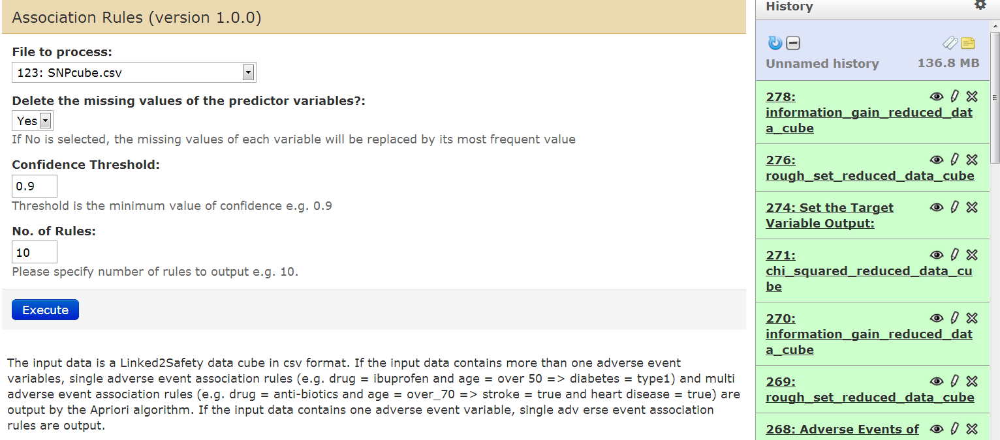 Association Rules (version 1.0.0)
File to process:
123: SNPcube.csv
Delete the missing values of the predictor variables?:
Yes
If No is selected, the missing values of each variable will be replaced by its most frequent value
Confidence Threshold:
0.9
Threshold is the minimum value of confidence e.g. 0.9
No. of Rules:
10
Please specify number of rules to output e.g. 10.
Execute
The input data is a Linked2Safety data cube in csv format. If the input data contains more than one adverse event
variables, single adverse event association rules (e.g. drug = ibuprofen and age = over 50 => diabetes = type1) and multi
adverse event association rules (e.g. drug = anti-biotics and age = over_70 => stroke = true and heart disease = true) are
output by the Apriori algorithm. If the input data contains one adverse event variable, single adv erse event association
rules are output.
History
Unnamed history 136.8 MB
278:
information_gain_reduced_dat
a_cube
276:
rough_set_reduced_data_cube
274: Set the Target
Variable Output:
271:
chi_squared_reduced_data_cu
be
270:
information_gain_reduced_dat
a_cube
269:
rough_set_reduced_data_cube
268: Adverse Events of